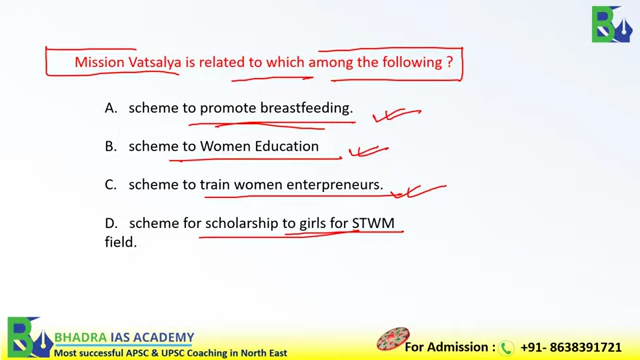 Mission Vatsalya is related to which among the following ?
A. scheme to promote breastfeeding.
B. scheme to Women Education
C. scheme to train women enterpreneurs.
D. scheme for scholarship to girls for STWM
field.
BHADRA IAS ACADEMY
Most successful APSC & UPSC Coaching in North East
For Admission : +91- 8638391721